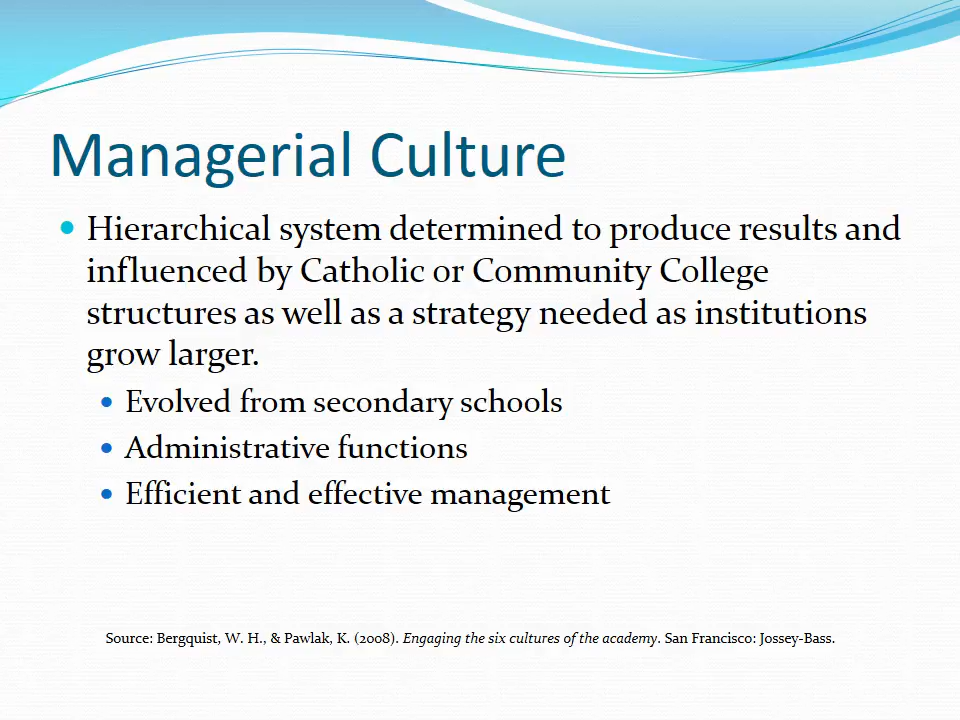 Managerial Culture
• Hierarchical system determined to produce results and
influenced by Catholic or Community College
structures as well as a strategy needed as institutions
grow larger.
• Evolved from secondary schools
• Administrative functions
• Efficient and effective management
Source: Bergquist, W. H., & Pawlak, K. (2008). Engaging the six cultures of the academy. San Francisco: Jossey-Bass.